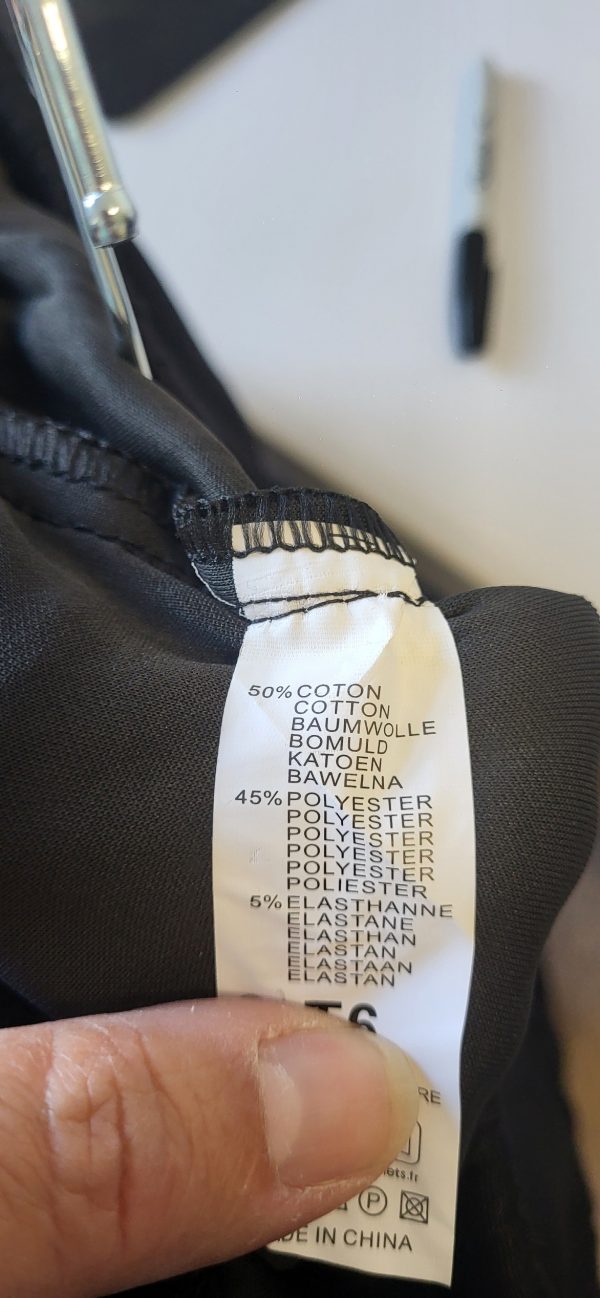 50% COTON
COTTON
BAUMWOLLE
BOMULD
KATOEN
BAWELNA
45% POLYESTER
POLYESTER
POLYESTER
POLYESTER
POLYESTER
POLIESTER
5% ELASTHANNE
ELASTANE
ELASTHAN
ELASTAN
ELASTAAN
ELASTAN
T6
P
IN CHINA